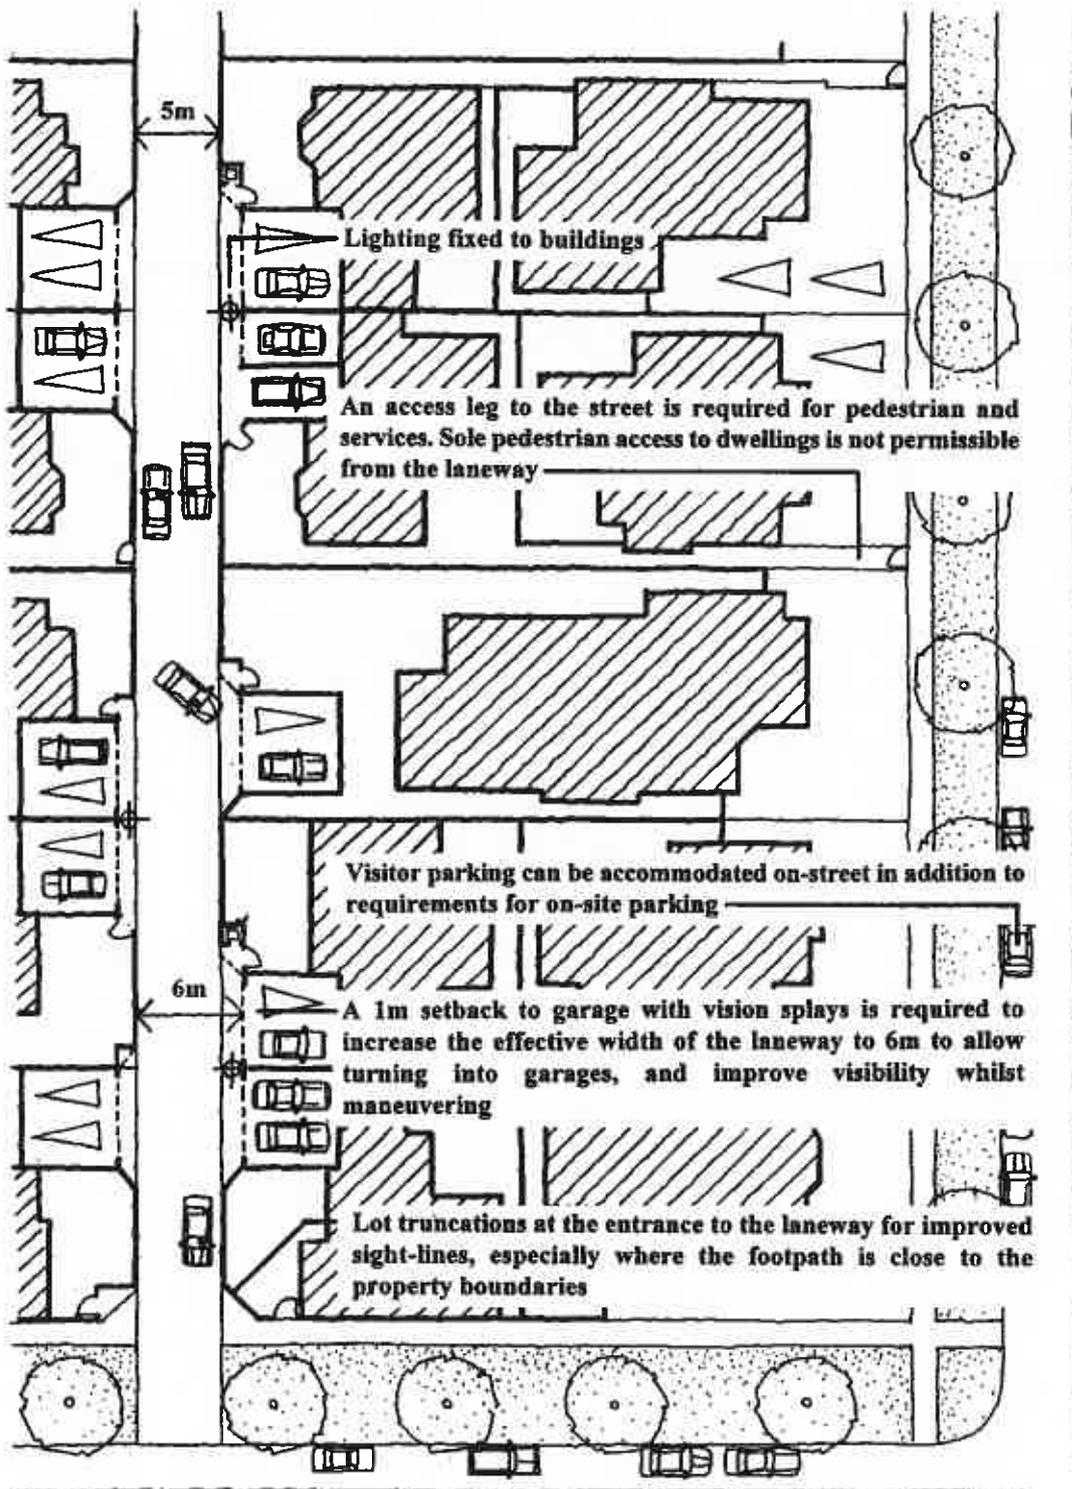 5m
Lighting fixed to buildings
An access leg to the street is required for pedestrian and
services. Sole pedestrian access to dwellings is not permissible
from the laneway
Visitor parking can be accommodated on-street in addition to
requirements for on-site parking
6m
A 1m setback to garage with vision splays is required to
increase the effective width of the laneway to 6m to allow
turning into garages, and improve visibility whilst
maneuvering
Lot truncations at the entrance to the laneway for improved
sight-lines, especially where the footpath is close to the
property boundaries